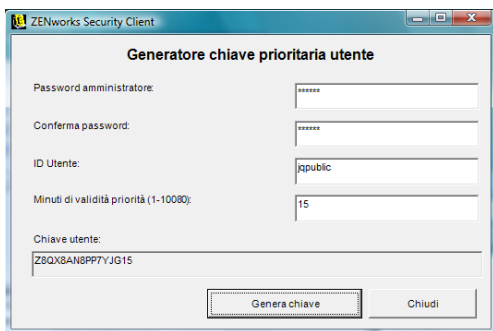 ZENworks Security Client
Generatore chiave prioritaria utente
Password amministratore: ******
Conferma password: ******
ID Utente: jqpublic
Minuti di validità priorità (1-10080): 15
Chiave utente:
Z8QX8AN8PP7YJG15
Genera chiave Chiudi